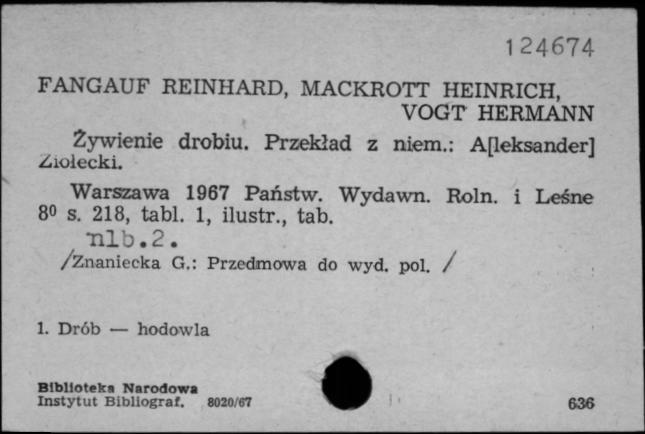 124674
FANGAUF REINHARD, MACKROTT HEINRICH,
VOGT HERMANN
Żywienie drobiu. Przekład z niem.: A[leksander]
Ziołecki.
Warszawa 1967 Państw. Wydawn. Roln. i Leśne
8⁰ s. 218, tabl. 1, ilustr., tab.
nlb.2.
/Znaniecka G.: Przedmowa do wyd. pol. /
1. Drób — hodowla
Biblioteka Narodowa
Instytut Bibliograf. 8020/67
636